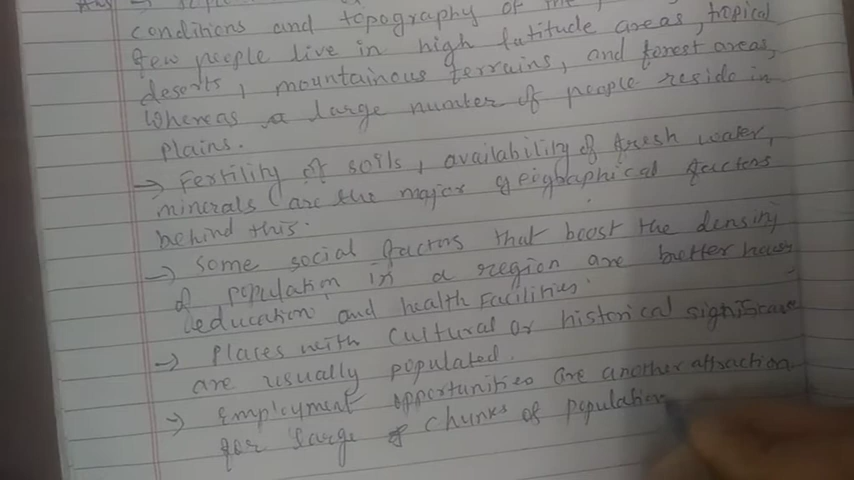 conditions and topography of the
few people live in high latitude areas, tropical
deserts, mountainous terrains, and forest areas,
Whereas a large number of people reside in
plains.
→ Fertility of soils, availability of fresh water,
minerals are the major geigraphical factors
behind this.
→ Some social factors that boost the density
of population in a region are better
education and health Facilities.
→ Places with cultural or historical significance
are usually populated.
→ Employment opportunities are another attraction
for large chunks of population